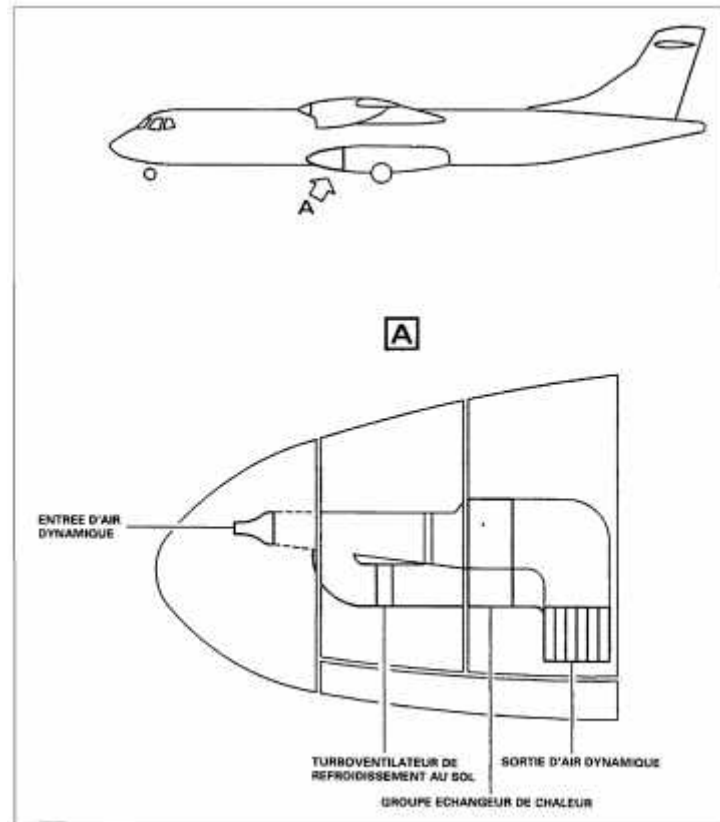 A
A
ENTREE D'AIR
DYNAMIQUE
TURBOVENTILATEUR DE
REFROIDISSEMENT AU SOL
SORTIE D'AIR DYNAMIQUE
GROUPE ECHANGEUR DE CHALEUR